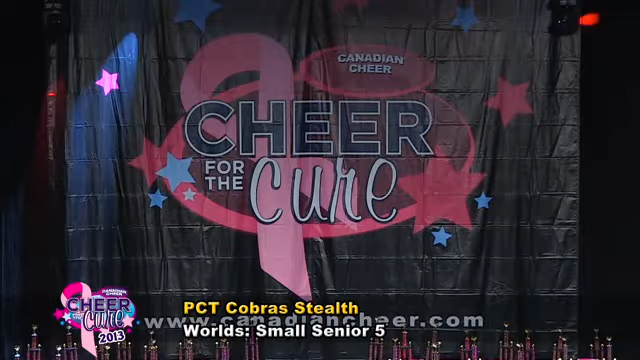 CANADIAN
CHEER
CHEER
FOR
THE
Cure
PCT Cobras Stealth
www.canadiancheer.com
Worlds: Small Senior 5
CANADIAN
CHEER
CHEER
FOR
THE
Cure
2013